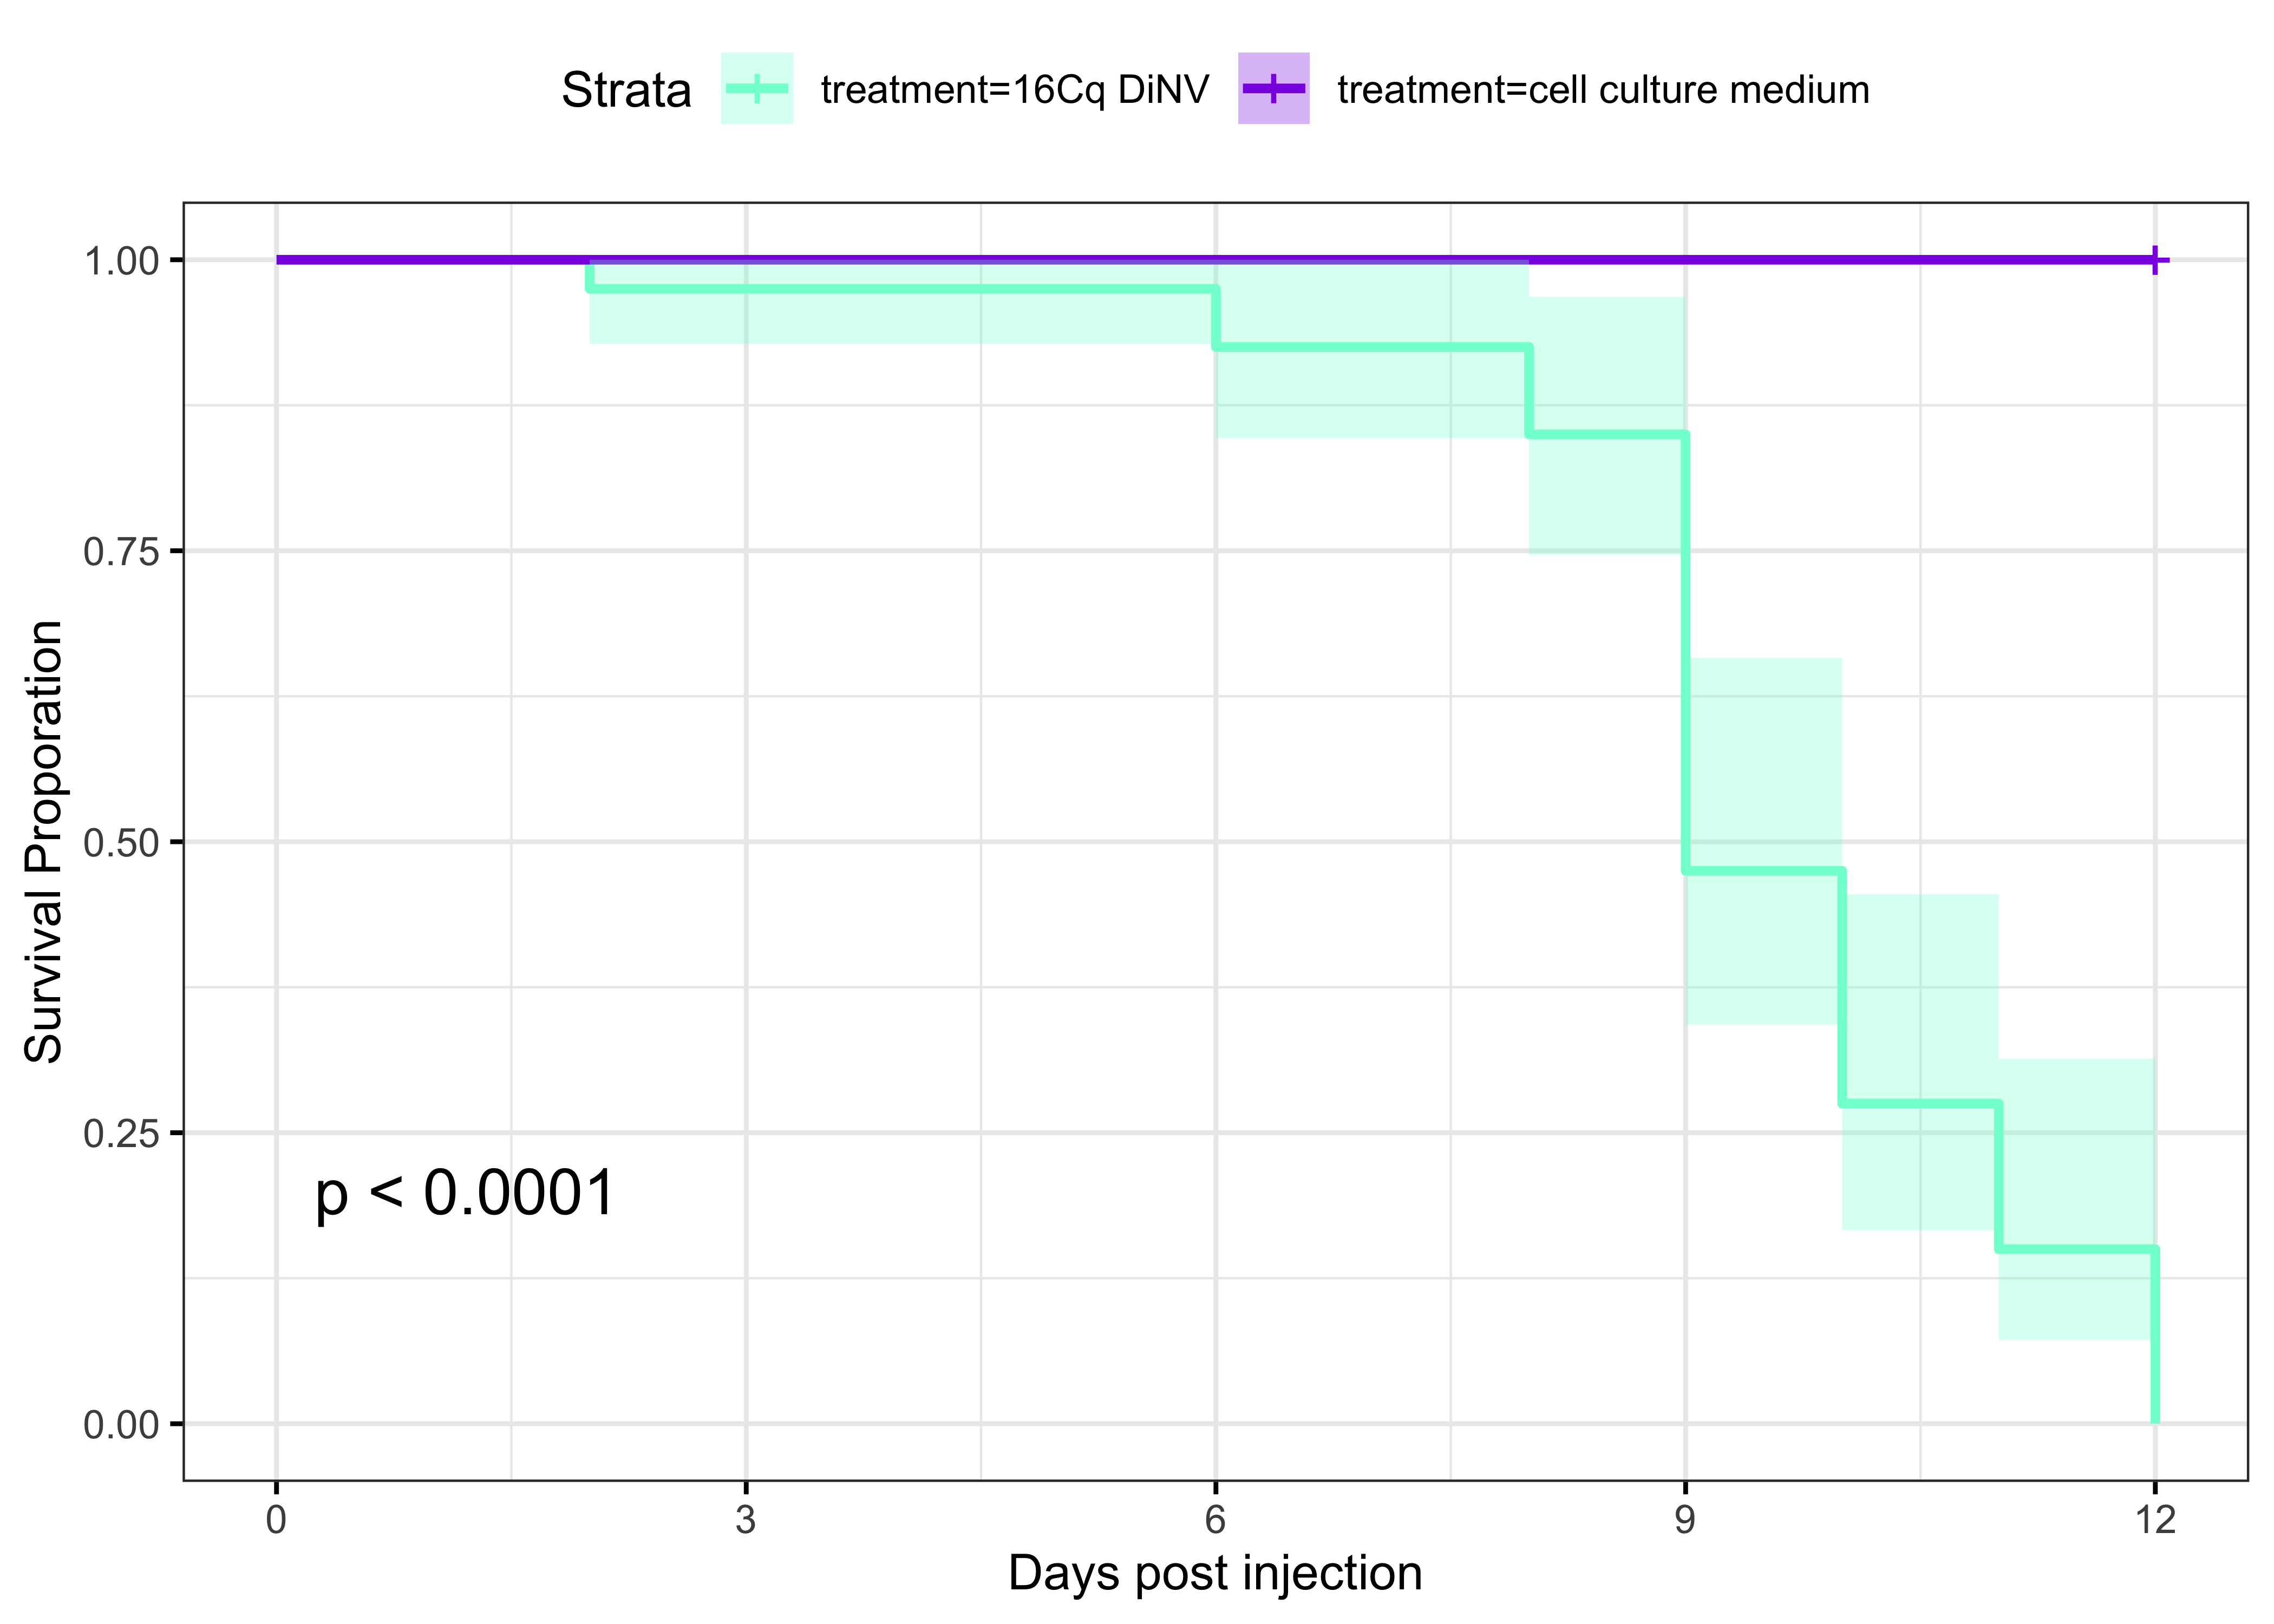 Strata treatment=16Cq DiNV treatment=cell culture medium
1.00
0.75
0.50
0.25
0.00
Survival Proporation
p < 0.0001
0 3 6 9 12
Days post injection